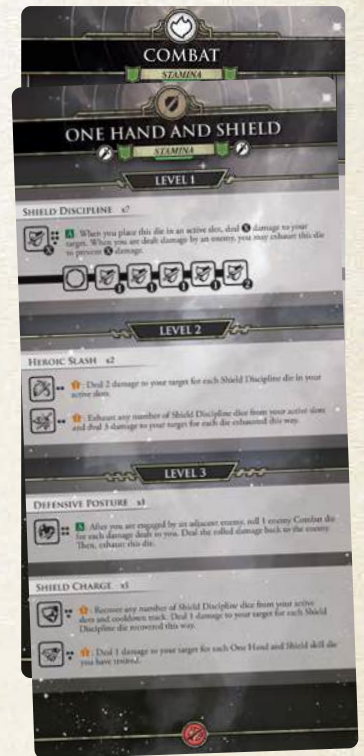 COMBAT
STAMINA
ONE HAND AND SHIELD
STAMINA
LEVEL 1
SHIELD DISCIPLINE x7
X A: When you place this die in an active slot, deal X damage to your
target. When you are dealt damage by an enemy, you may exhaust this die
to prevent X damage.
1 1 1 1 2
LEVEL 2
HEROIC SLASH x2
: Deal 2 damage to your target for each Shield Discipline die in your
active slots.
: Exhaust any number of Shield Discipline dice from your active slots
and deal 3 damage to your target for each die exhausted this way.
LEVEL 3
DEFENSIVE POSTURE x3
A: After you are engaged by an adjacent enemy, roll 1 enemy Combat die
for each damage dealt to you. Deal the rolled damage back to the enemy.
Then, exhaust this die.
SHIELD CHARGE x3
: Recover any number of Shield Discipline dice from your active
slots and cooldown track. Deal 1 damage to your target for each Shield
Discipline die recovered this way.
: Deal 1 damage to your target for each One Hand and Shield skill die
you have trained.